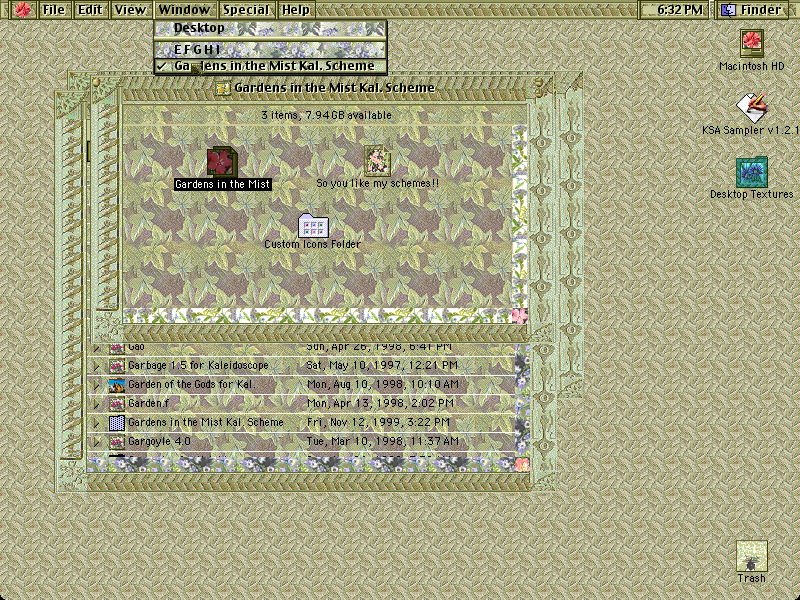 File Edit View Window Special Help 6:32 PM Finder
Desktop
E F G H I
✓ Gardens in the Mist Kal. Scheme
Macintosh HD
Gardens in the Mist Kal. Scheme
3 items, 7.94 GB available
KSA Sampler v1.2.1
Gardens in the Mist
So you like my schemes!!
Desktop Textures
Custom Icons Folder
Gao Sun, Apr 26, 1998, 6:41 PM
Garbage 1.5 for Kaleidoscope Sat, May 10, 1997, 12:21 PM
Garden of the Gods for Kal. Mon, Aug 10, 1998, 10:10 AM
Garden.f Mon, Apr 13, 1998, 2:02 PM
Gardens in the Mist Kal. Scheme Fri, Nov 12, 1999, 3:22 PM
Gargoyle 4.0 Tue, Mar 10, 1998, 11:37 AM
Trash